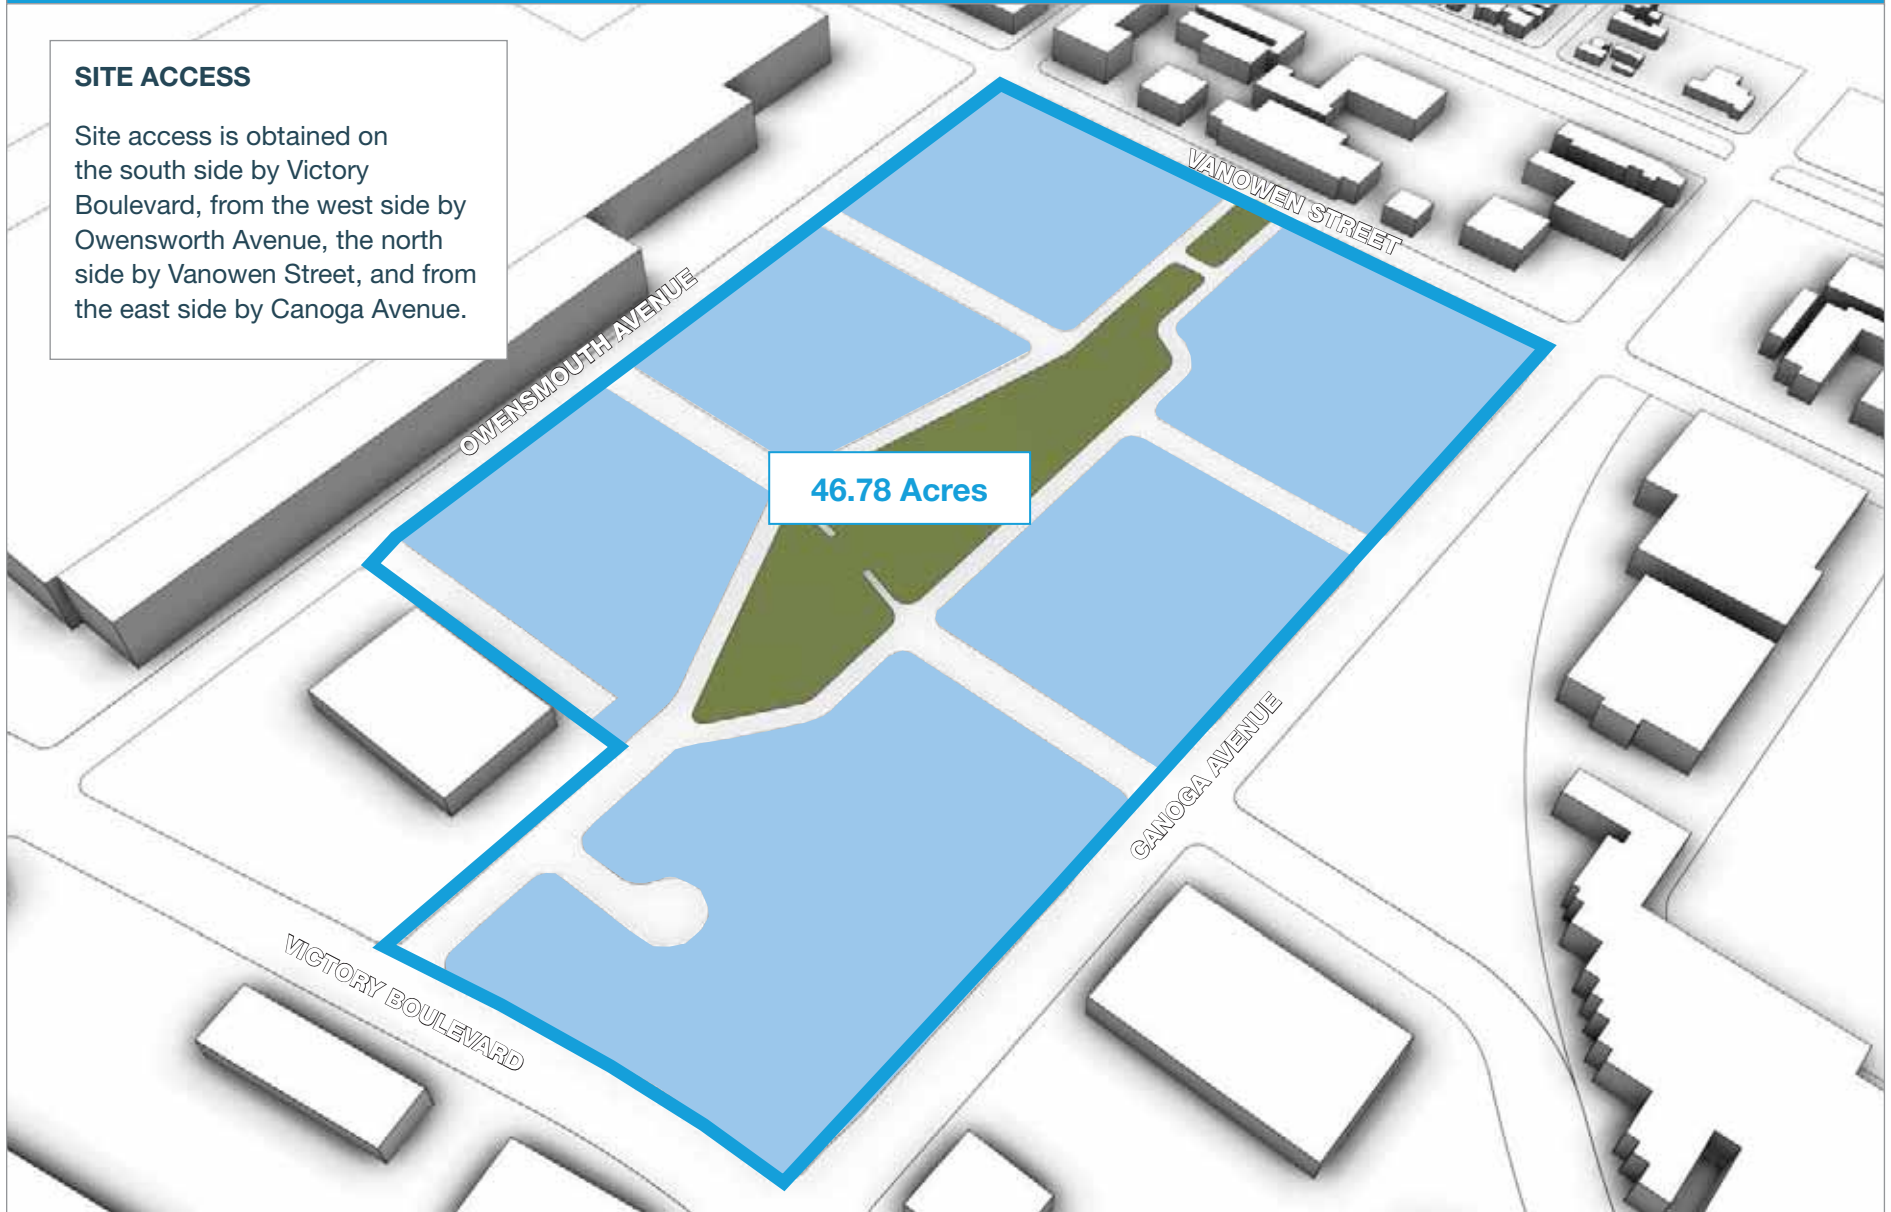 SITE ACCESS
Site access is obtained on
the south side by Victory
Boulevard, from the west side by
Owensworth Avenue, the north
side by Vanowen Street, and from
the east side by Canoga Avenue.
VANOWEN STREET
OWENSMOUTH AVENUE
46.78 Acres
CANOGA AVENUE
VICTORY BOULEVARD